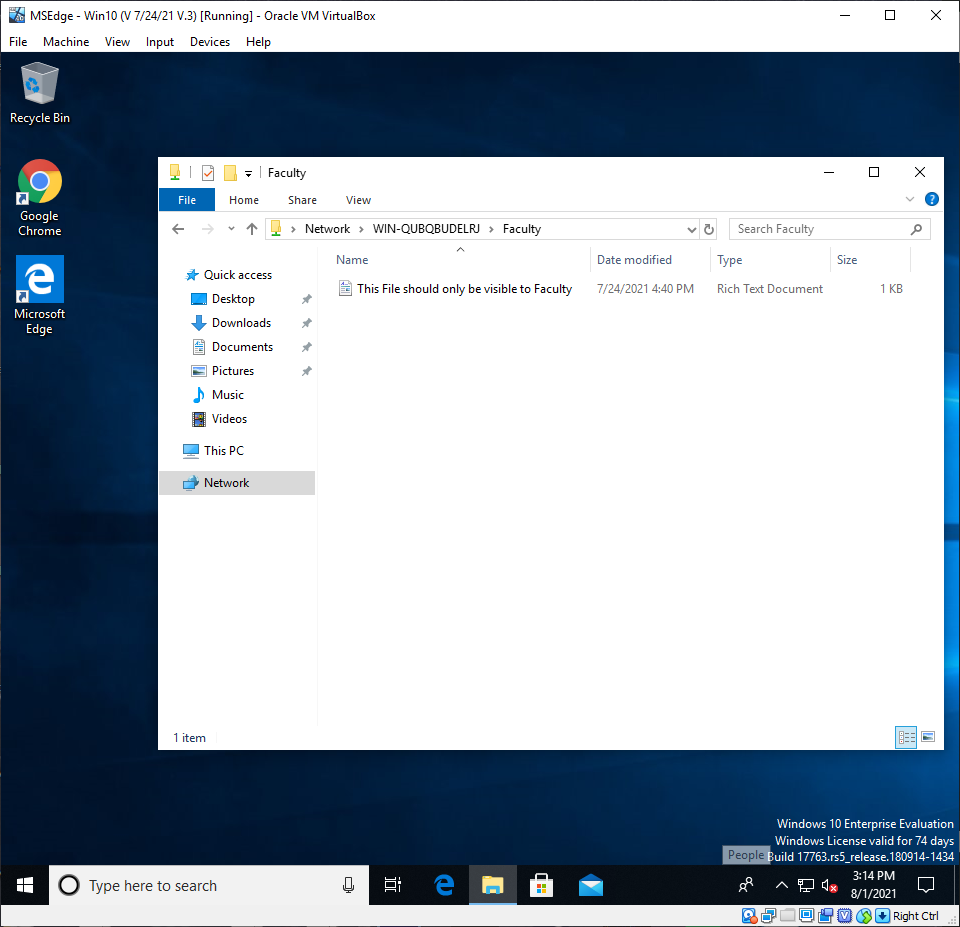 MSEdge - Win10 (V 7/24/21 V.3) [Running] - Oracle VM VirtualBox
File Machine View Input Devices Help
Recycle Bin
Google
Chrome
Microsoft
Edge
Faculty
File Home Share View
Network WIN-QUBQBUDELRJ Faculty
Search Faculty
Name Date modified Type Size
This File should only be visible to Faculty 7/24/2021 4:40 PM Rich Text Document 1 KB
Quick access
Desktop
Downloads
Documents
Pictures
Music
Videos
This PC
Network
1 item
Windows 10 Enterprise Evaluation
Windows License valid for 74 days
People Build 17763.rs5_release.180914-1434
Type here to search
3:14 PM
8/1/2021
Right Ctrl